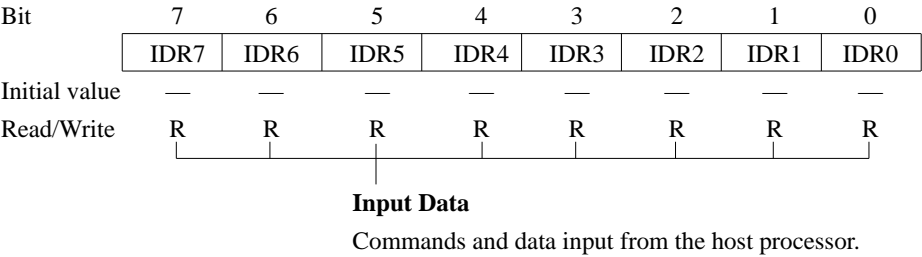 Bit 7 6 5 4 3 2 1 0
IDR7 IDR6 IDR5 IDR4 IDR3 IDR2 IDR1 IDR0
Initial value — — — — — — — —
Read/Write R R R R R R R R
Input Data
Commands and data input from the host processor.